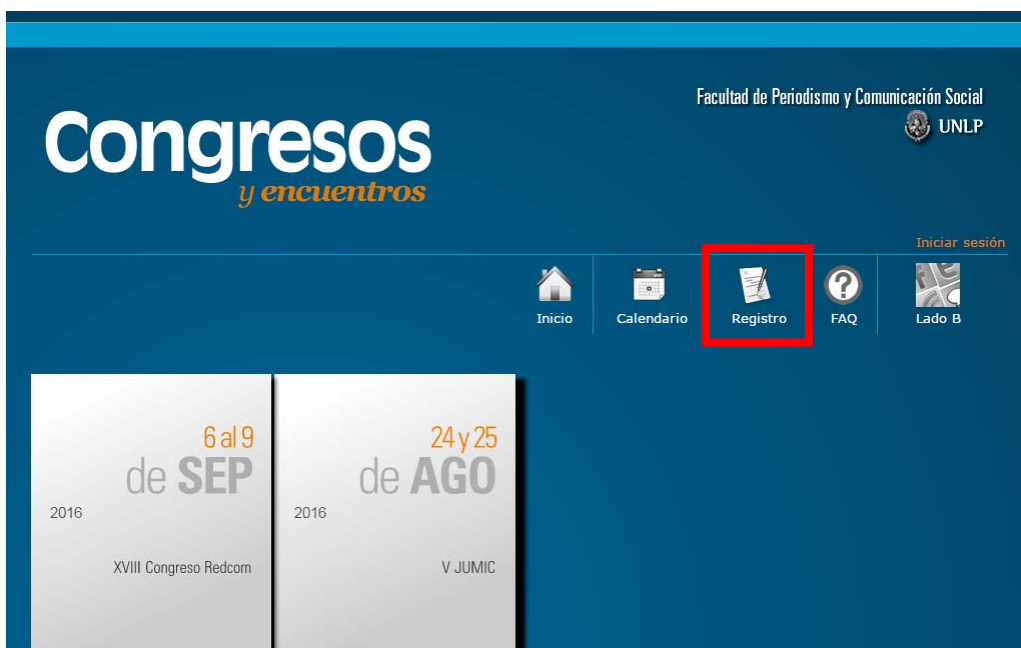 Facultad de Periodismo y Comunicación Social
UNLP
Congresos
y encuentros
Iniciar sesión
Inicio
Calendario
Registro
FAQ
Lado B
6 al 9
de SEP
2016
XVIII Congreso Redcom
24 y 25
de AGO
2016
V JUMIC